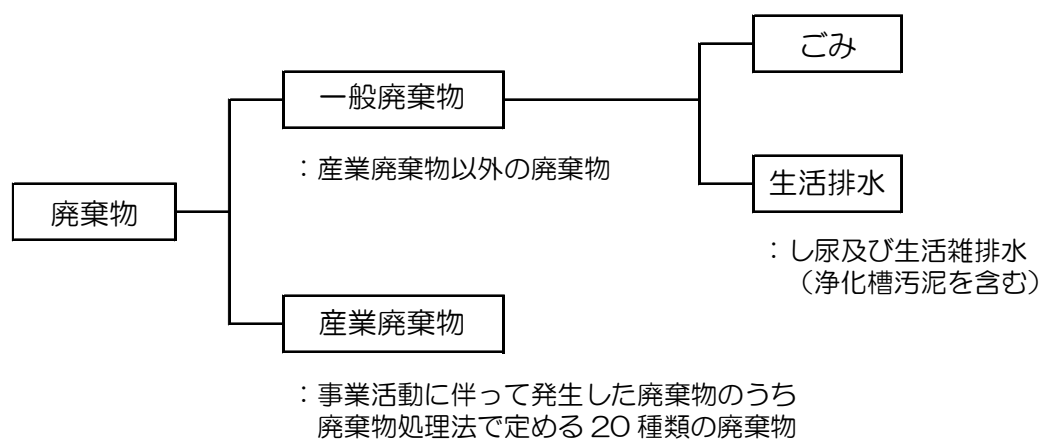 ごみ
一般廃棄物
：産業廃棄物以外の廃棄物
生活排水
廃棄物
：し尿及び生活雑排水
（浄化槽汚泥を含む）
産業廃棄物
：事業活動に伴って発生した廃棄物のうち
廃棄物処理法で定める 20 種類の廃棄物